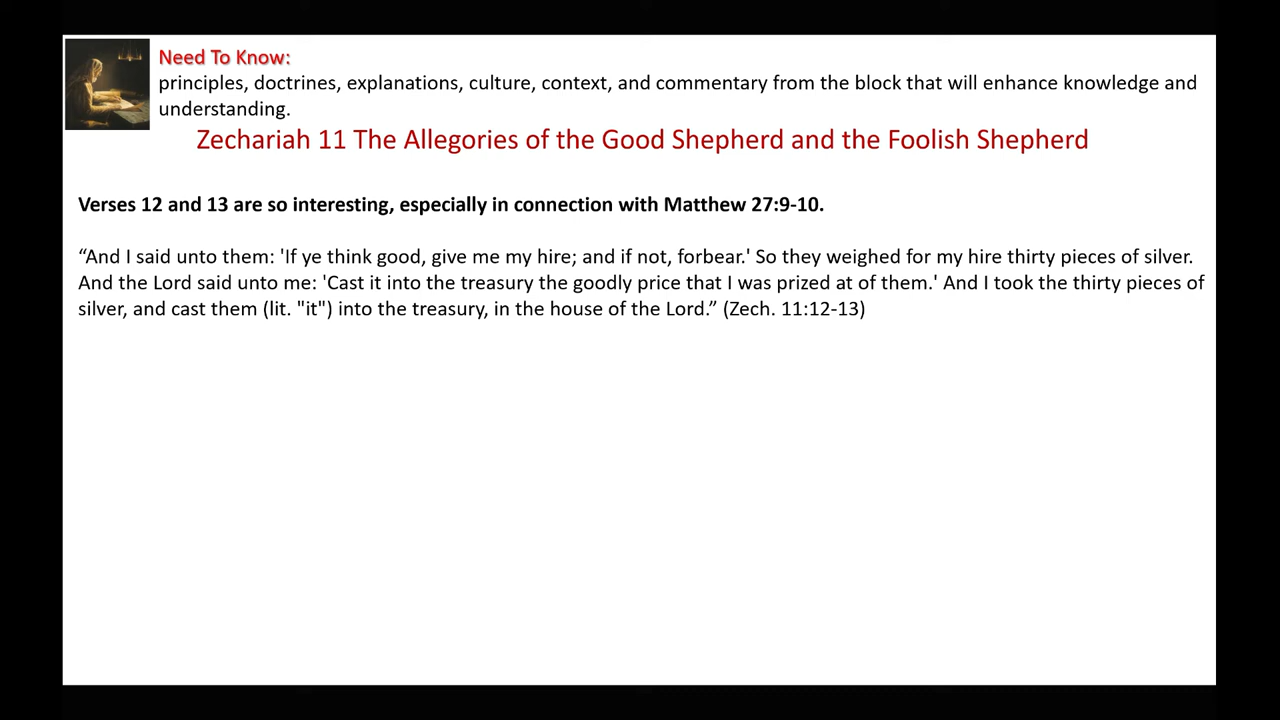 Need To Know:
principles, doctrines, explanations, culture, context, and commentary from the block that will enhance knowledge and
understanding.
Zechariah 11 The Allegories of the Good Shepherd and the Foolish Shepherd
Verses 12 and 13 are so interesting, especially in connection with Matthew 27:9-10.
“And I said unto them: 'If ye think good, give me my hire; and if not, forbear.' So they weighed for my hire thirty pieces of silver.
And the Lord said unto me: 'Cast it into the treasury the goodly price that I was prized at of them.' And I took the thirty pieces of
silver, and cast them (lit. "it") into the treasury, in the house of the Lord.” (Zech. 11:12-13)